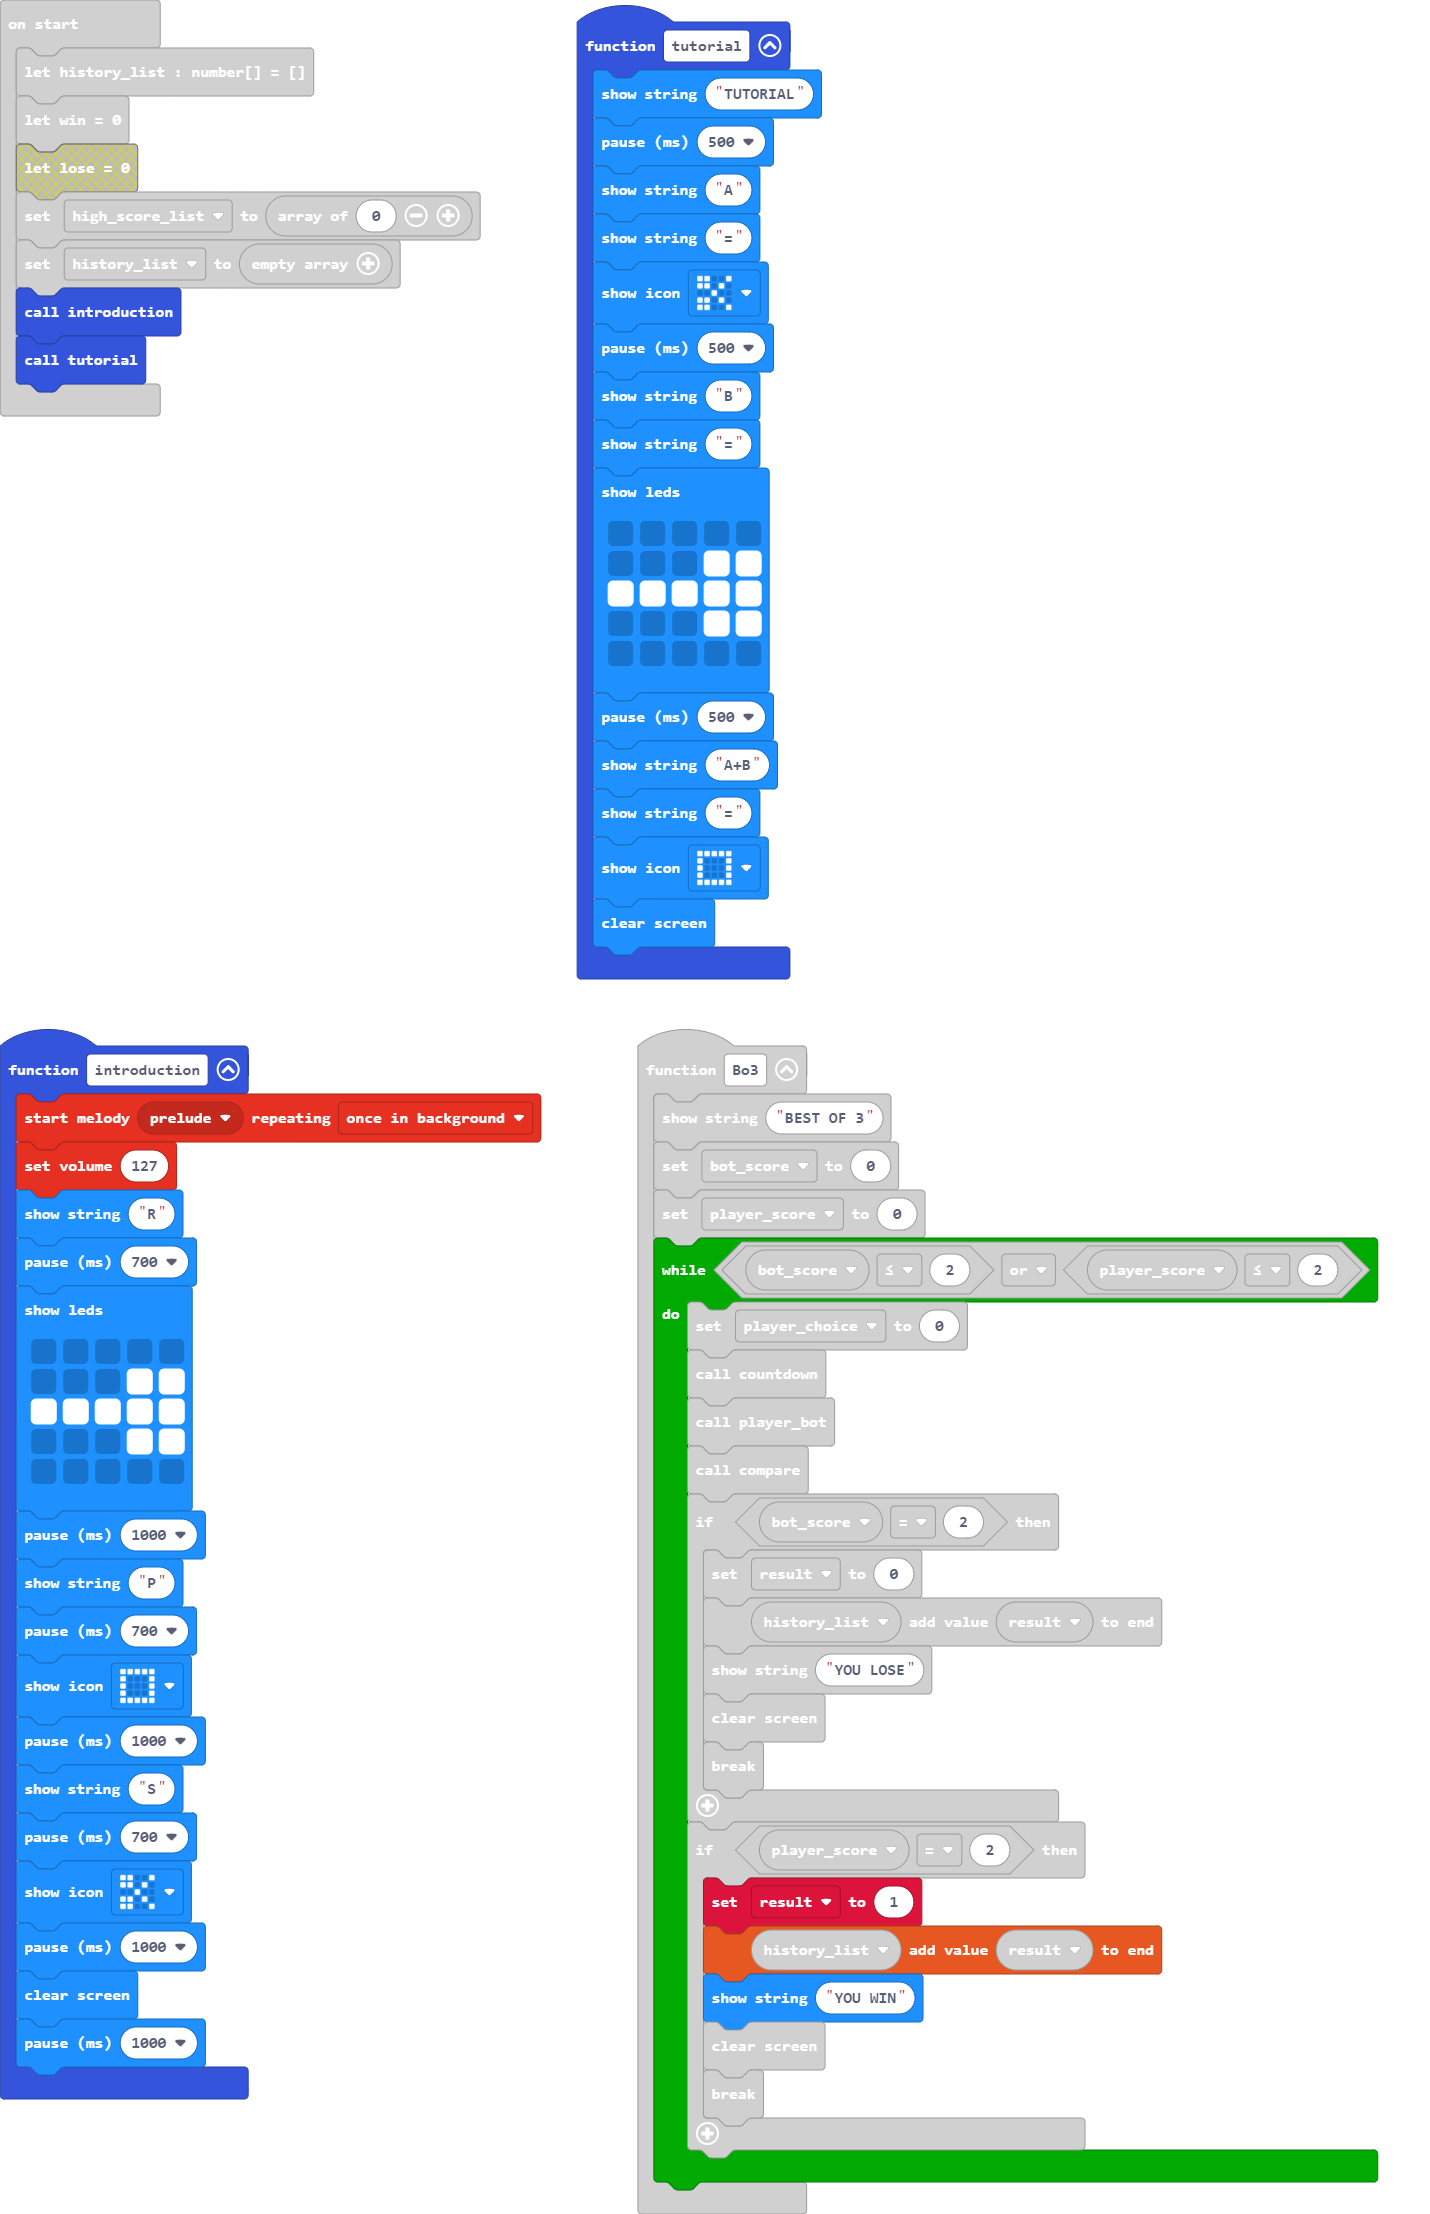 on start
let history_list : number[] = []
let win = 0
let lose = 0
set high_score_list to array of 0
set history_list to empty array
call introduction
call tutorial
function tutorial
show string "TUTORIAL"
pause (ms) 500
show string "A"
show string "="
show icon
pause (ms) 500
show string "B"
show string "="
show leds
pause (ms) 500
show string "A+B"
show string "="
show icon
clear screen
function introduction
start melody prelude repeating once in background
set volume 127
show string "R"
pause (ms) 700
show leds
pause (ms) 1000
show string "P"
pause (ms) 700
show icon
pause (ms) 1000
show string "S"
pause (ms) 700
show icon
pause (ms) 1000
clear screen
pause (ms) 1000
function Bo3
show string "BEST OF 3"
set bot_score to 0
set player_score to 0
while bot_score ≤ 2 or player_score ≤ 2
do set player_choice to 0
call countdown
call player_bot
call compare
if bot_score = 2 then
set result to 0
history_list add value result to end
show string "YOU LOSE"
clear screen
break
if player_score = 2 then
set result to 1
history_list add value result to end
show string "YOU WIN"
clear screen
break